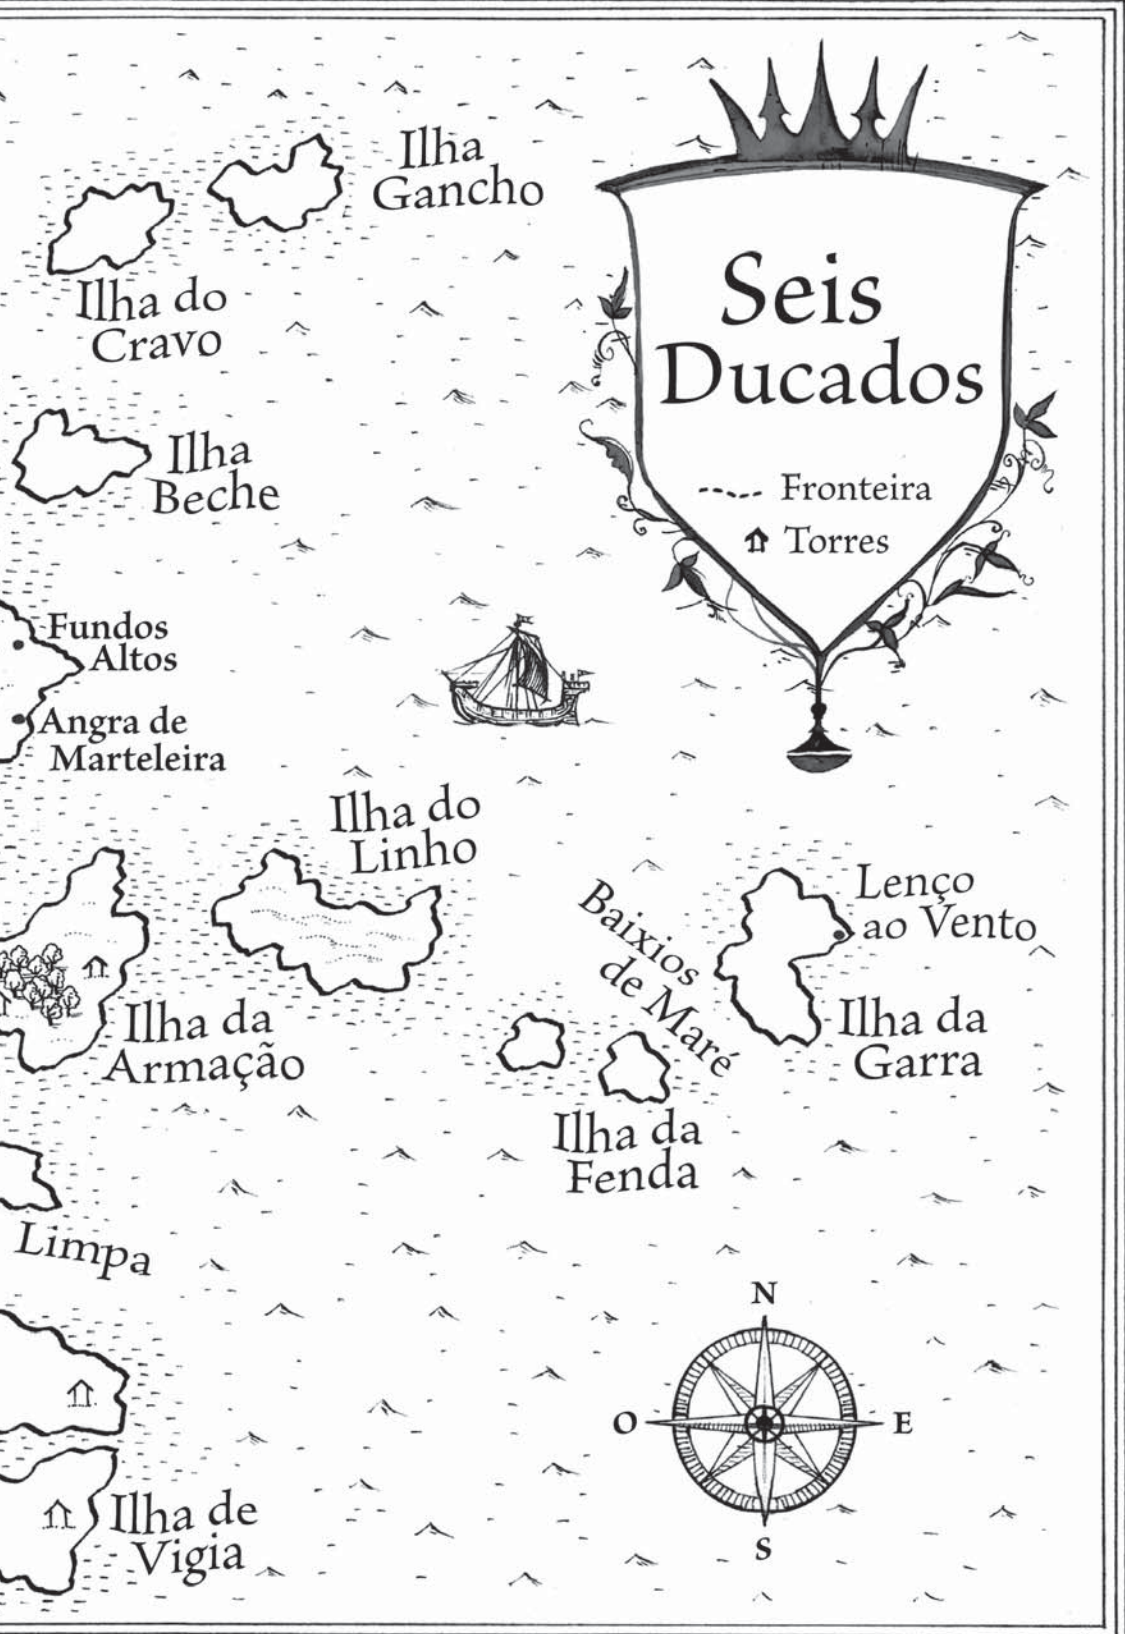 Ilha
Gancho
Ilha do
Cravo
Seis
Ducados
Fronteira
Torres
Ilha
Beche
Fundos
Altos
Angra de
Marteleira
Ilha do
Linho
Lenço
ao Vento
Baixios
de Maré
Ilha da
Garra
Ilha da
Armação
Ilha da
Fenda
Limpa
N
O
E
S
Ilha de
Vigia